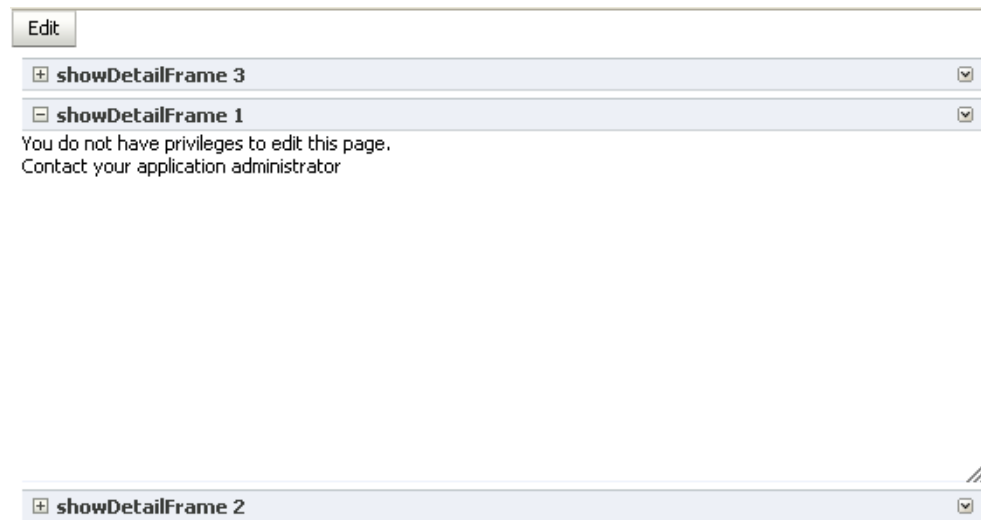 Edit
showDetailFrame 3
showDetailFrame 1
You do not have privileges to edit this page.
Contact your application administrator
showDetailFrame 2